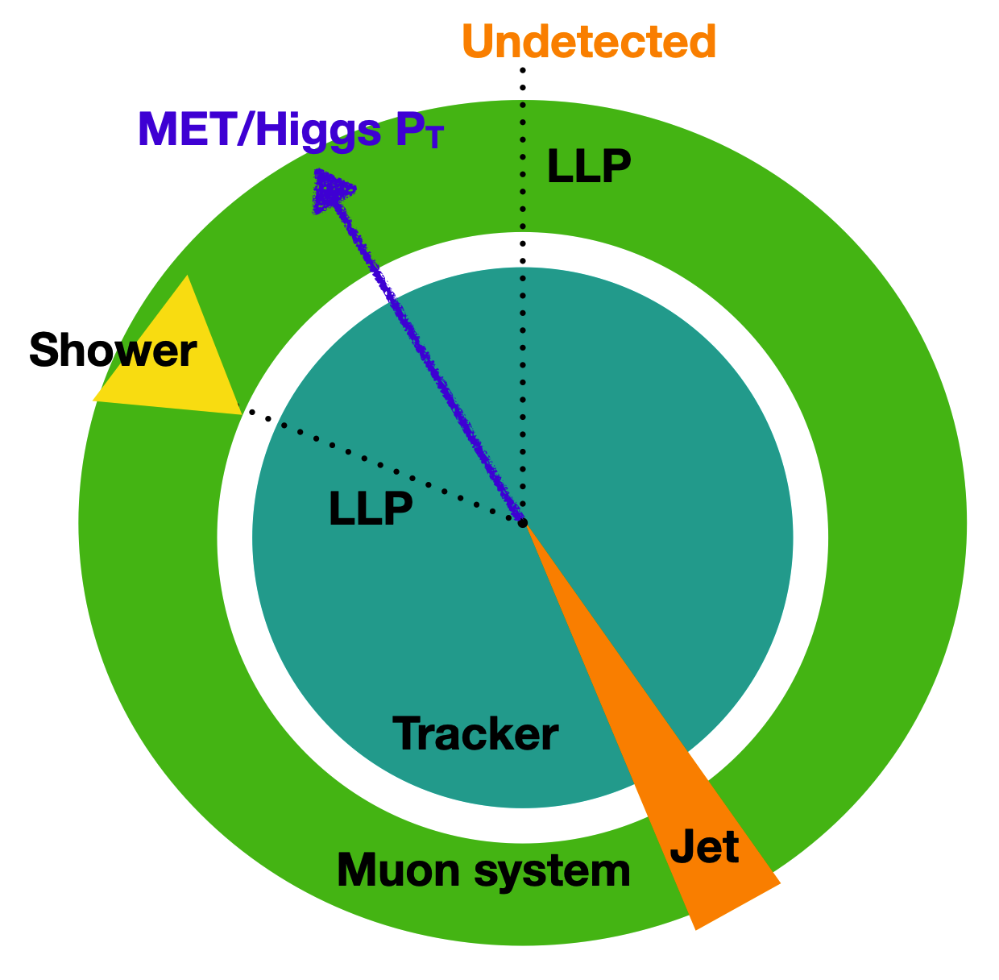 Undetected
MET/Higgs PT
LLP
Shower
LLP
Tracker
Muon system
Jet